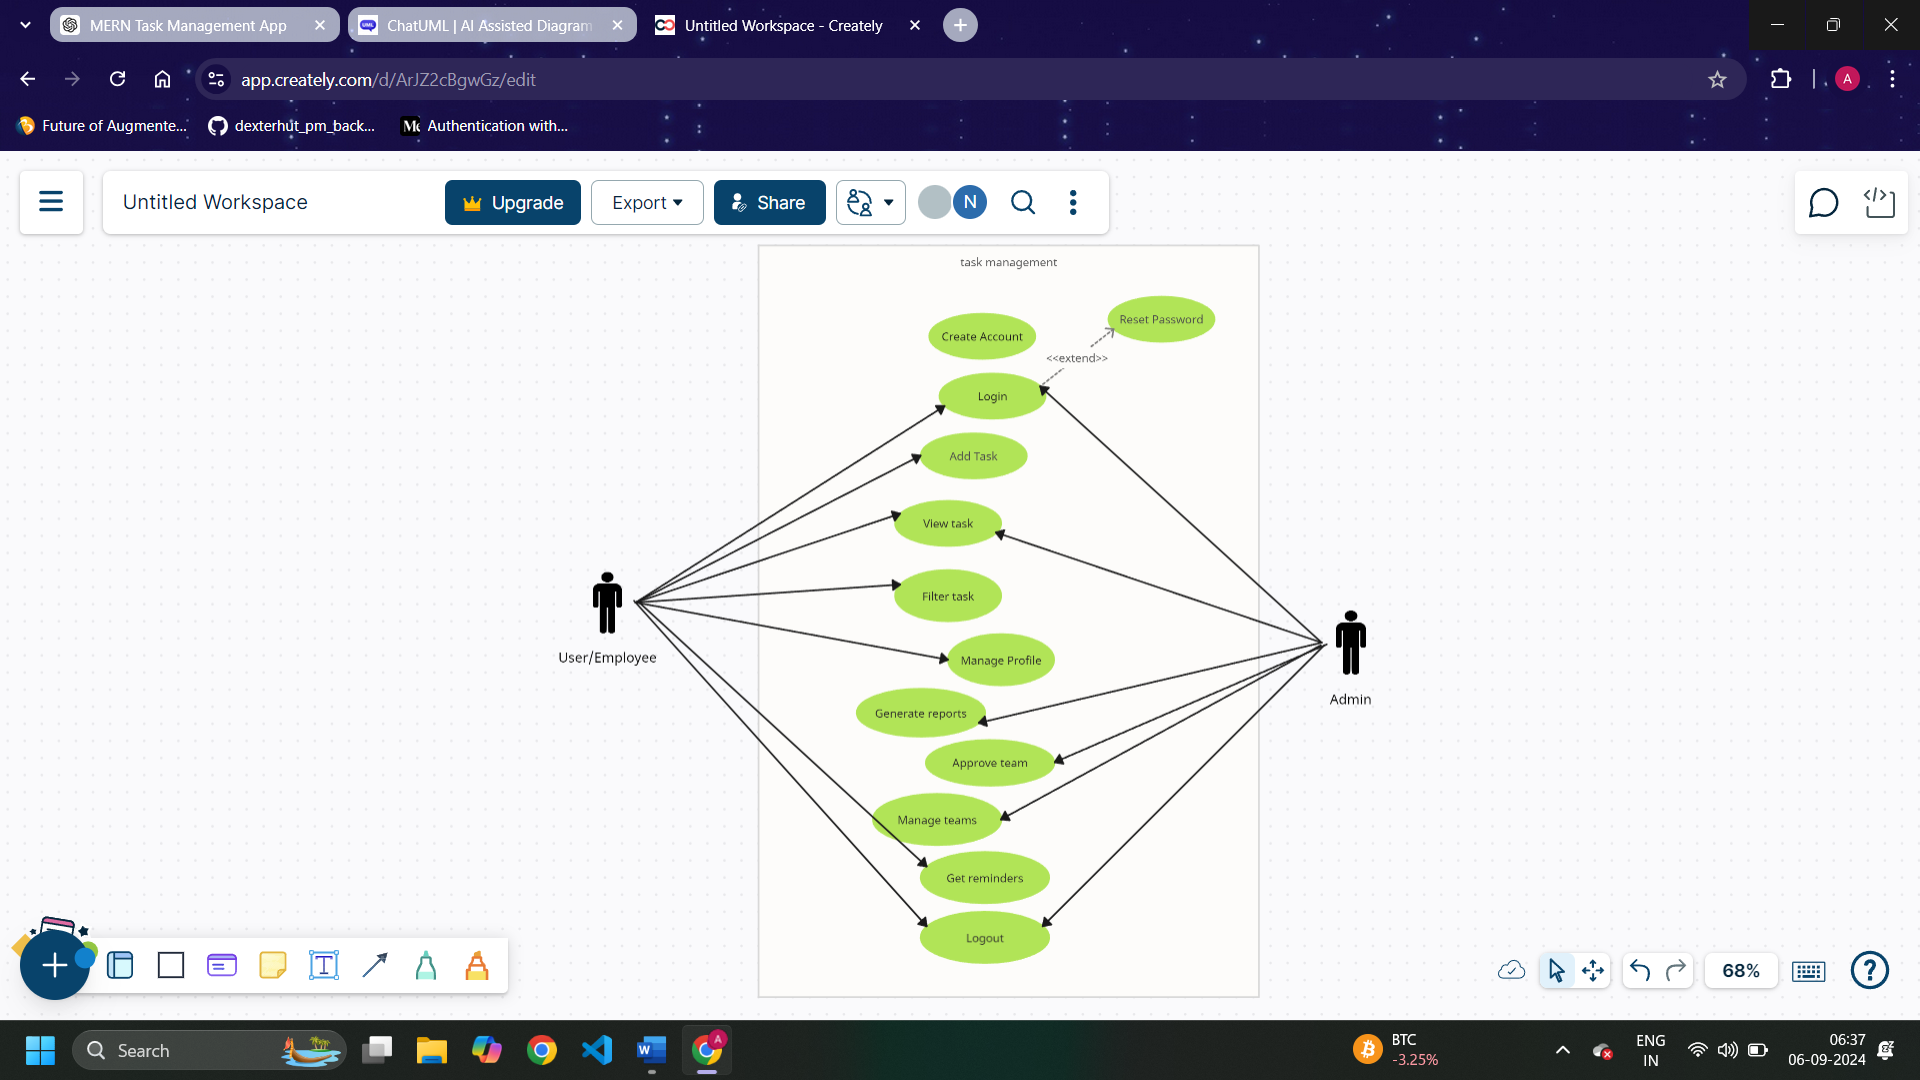 MERN Task Management App
ChatUML | AI Assisted Diagram
Untitled Workspace - Creately
app.creately.com/d/ArJZ2cBgwGz/edit
A
Future of Augmente...
dexterhut_pm_back...
Authentication with...
Untitled Workspace
Upgrade
Export
Share
N
task management
Reset Password
Create Account
<<extend>>
Login
Add Task
View task
Filter task
User/Employee
Manage Profile
Admin
Generate reports
Approve team
Manage teams
Get reminders
Logout
T
68%
?
Search
A
BTC
-3.25%
ENG
IN
06:37
06-09-2024